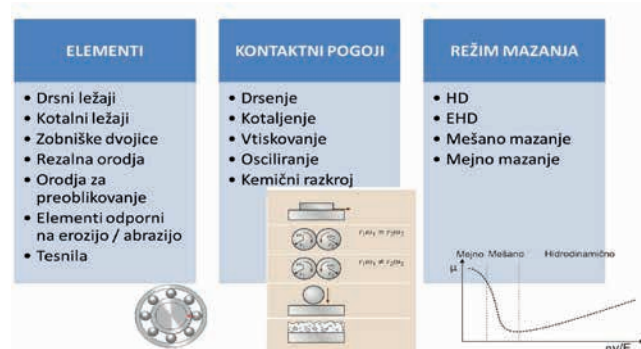 ELEMENTI
• Drsni ležaji
• Kotalni ležaji
• Zobniške dvojice
• Rezalna orodja
• Orodja za
preoblikovanje
• Elementi odporni
na erozijo / abrazijo
• Tesnila
KONTAKTNI POGOJI
• Drsenje
• Kotaljenje
• Vtiskovanje
• Osciliranje
• Kemični razkroj
REŽIM MAZANJA
• HD
• EHD
• Mešano mazanje
• Mejno mazanje
Mejno Mešano Hidrodinamično
μ